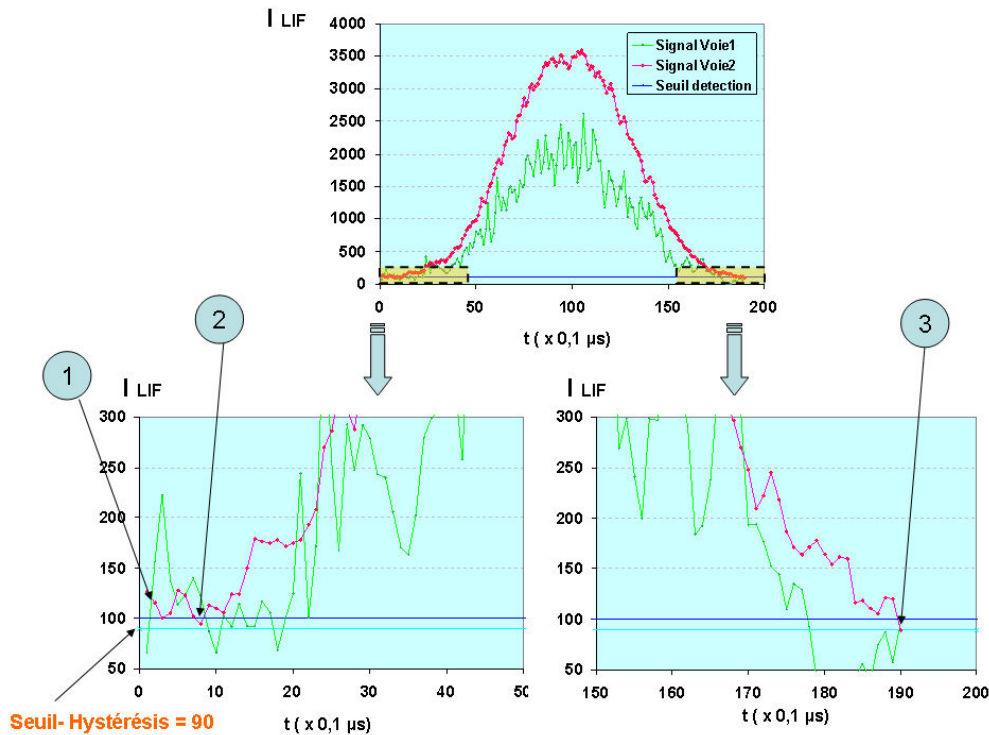 I LIF
4000
3500
3000
2500
2000
1500
1000
500
0
Signal Voie1
Signal Voie2
Seuil detection
0 50 100 150 200
t ( x 0,1 µs)
1
2
3
I LIF
300
250
200
150
100
50
0 10 20 30 40 50
t ( x 0,1 µs)
Seuil- Hystérésis = 90
I LIF
300
250
200
150
100
50
150 160 170 180 190 200
t ( x 0,1 µs)